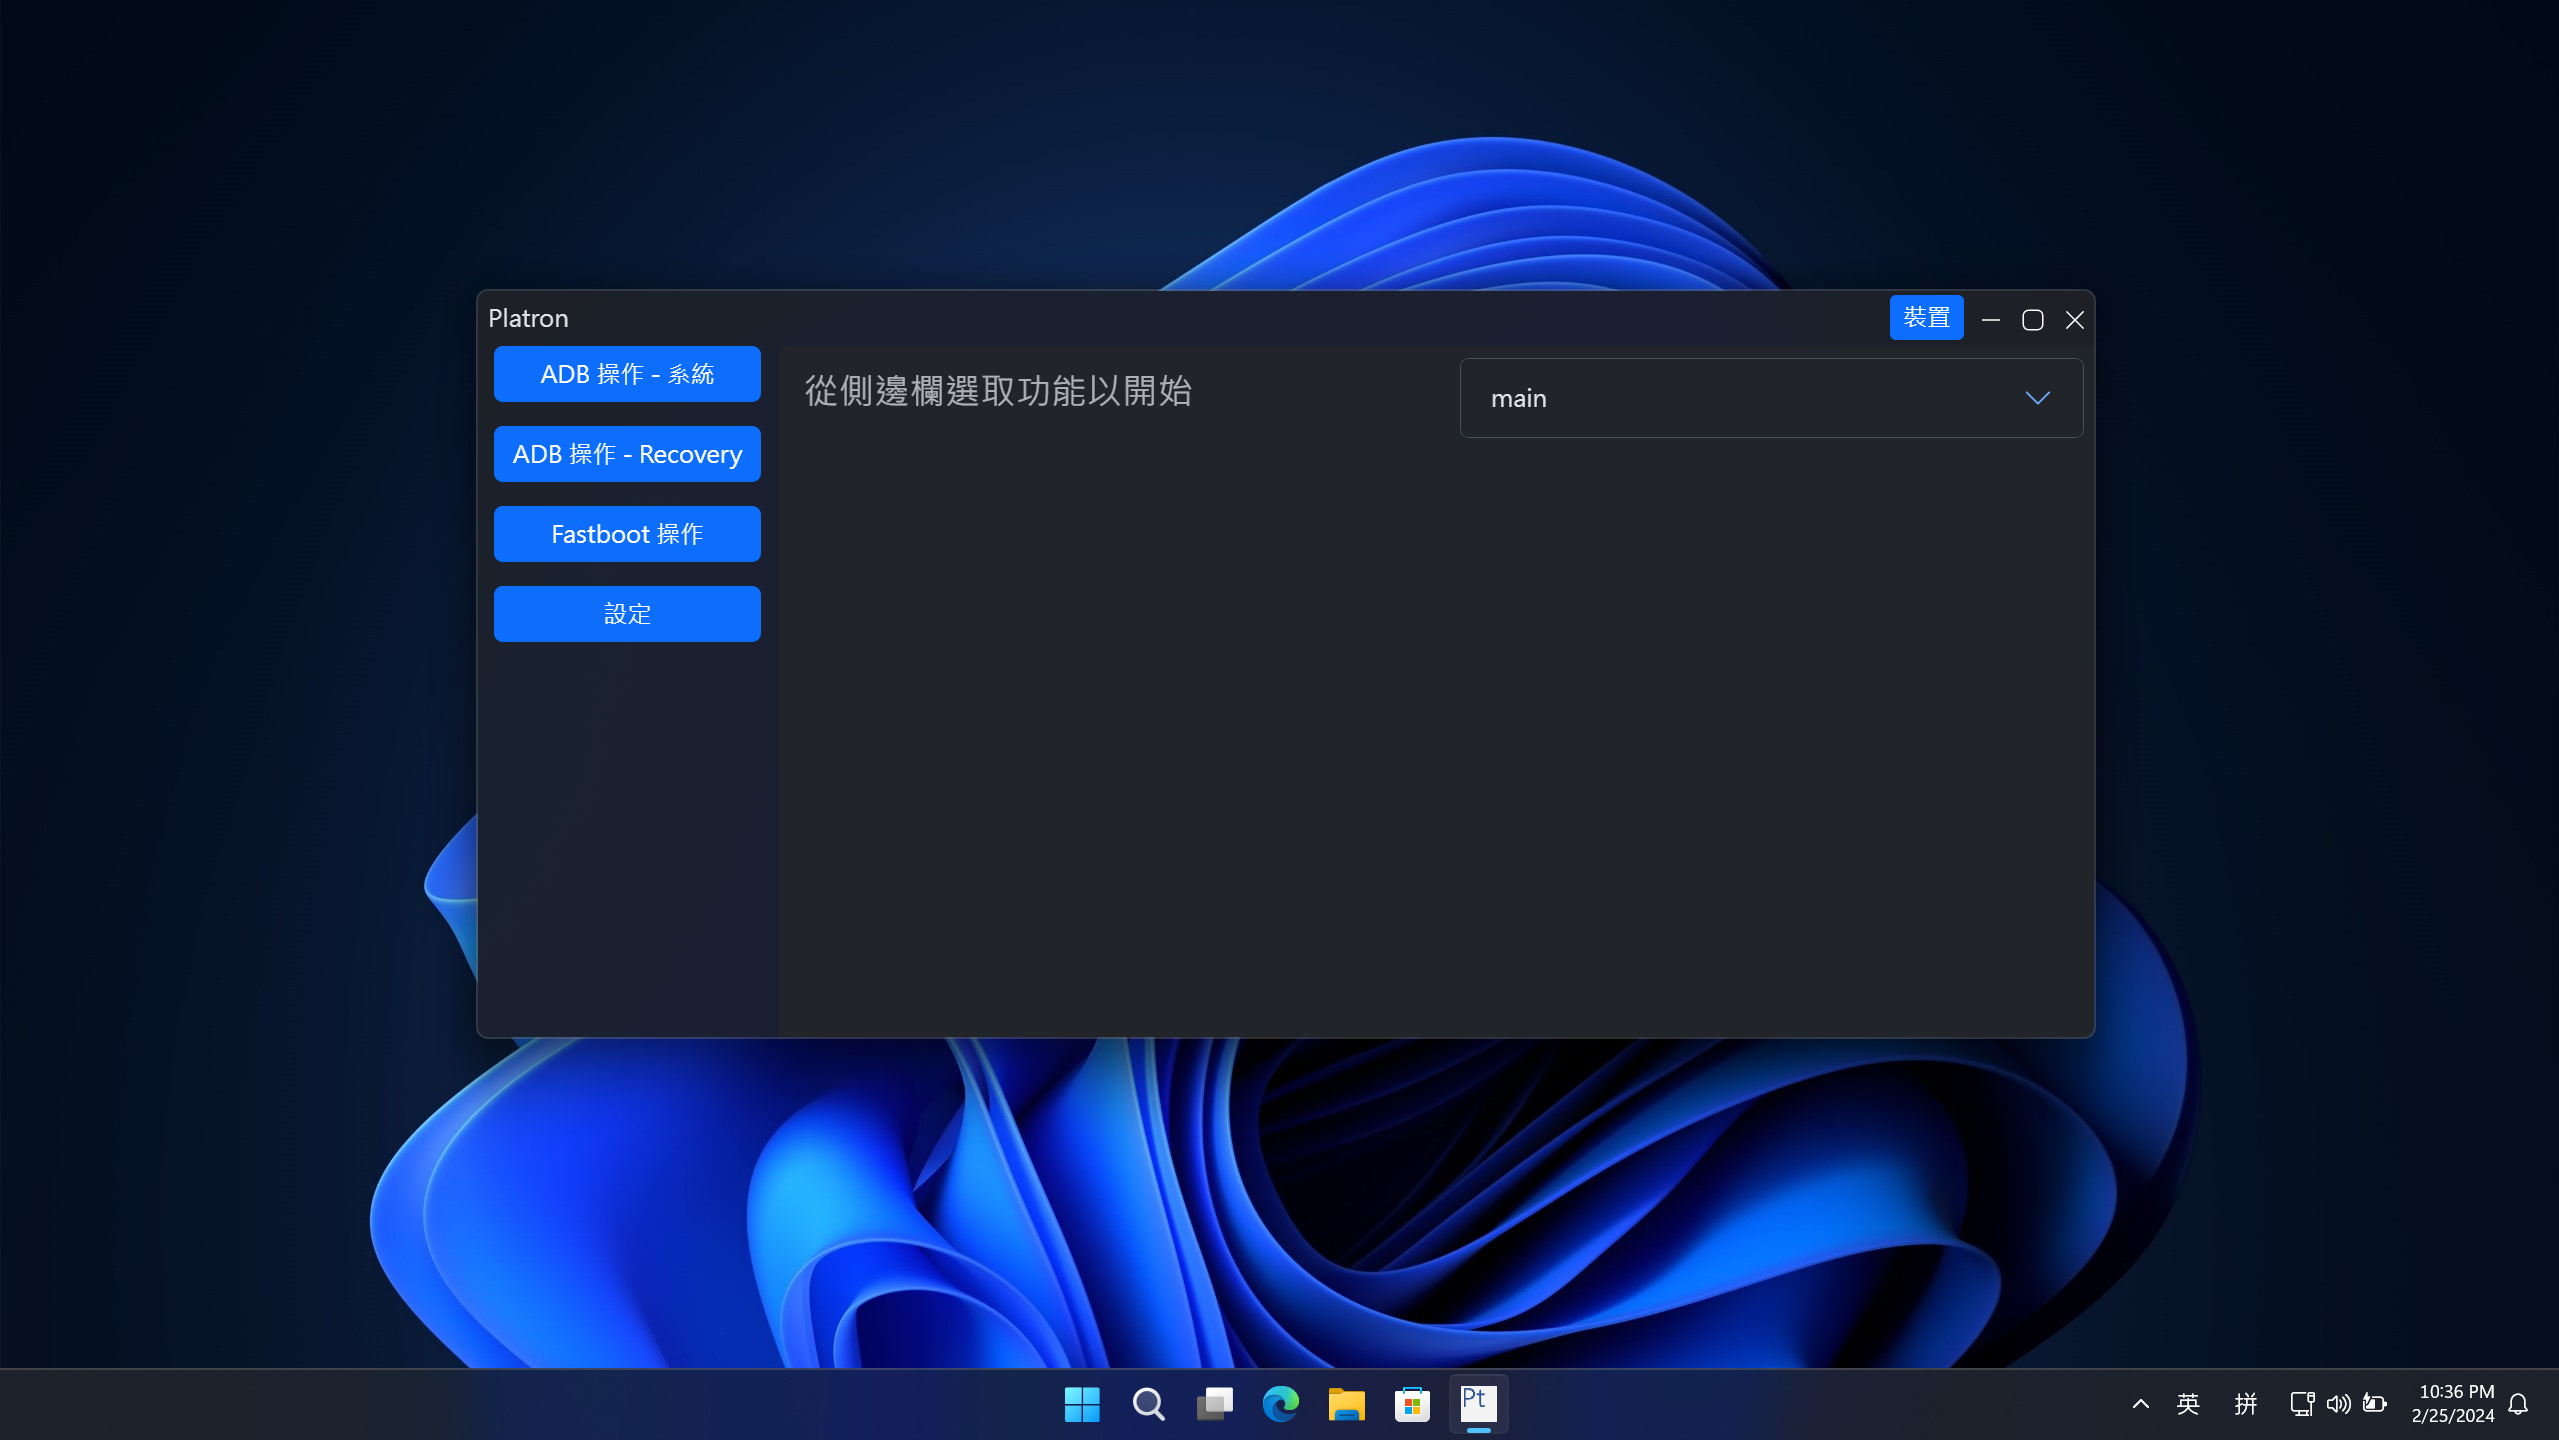 Platron
裝置
ADB 操作 - 系統
ADB 操作 - Recovery
Fastboot 操作
設定
從側邊欄選取功能以開始
main
Pt
英
拼
10:36 PM
2/25/2024